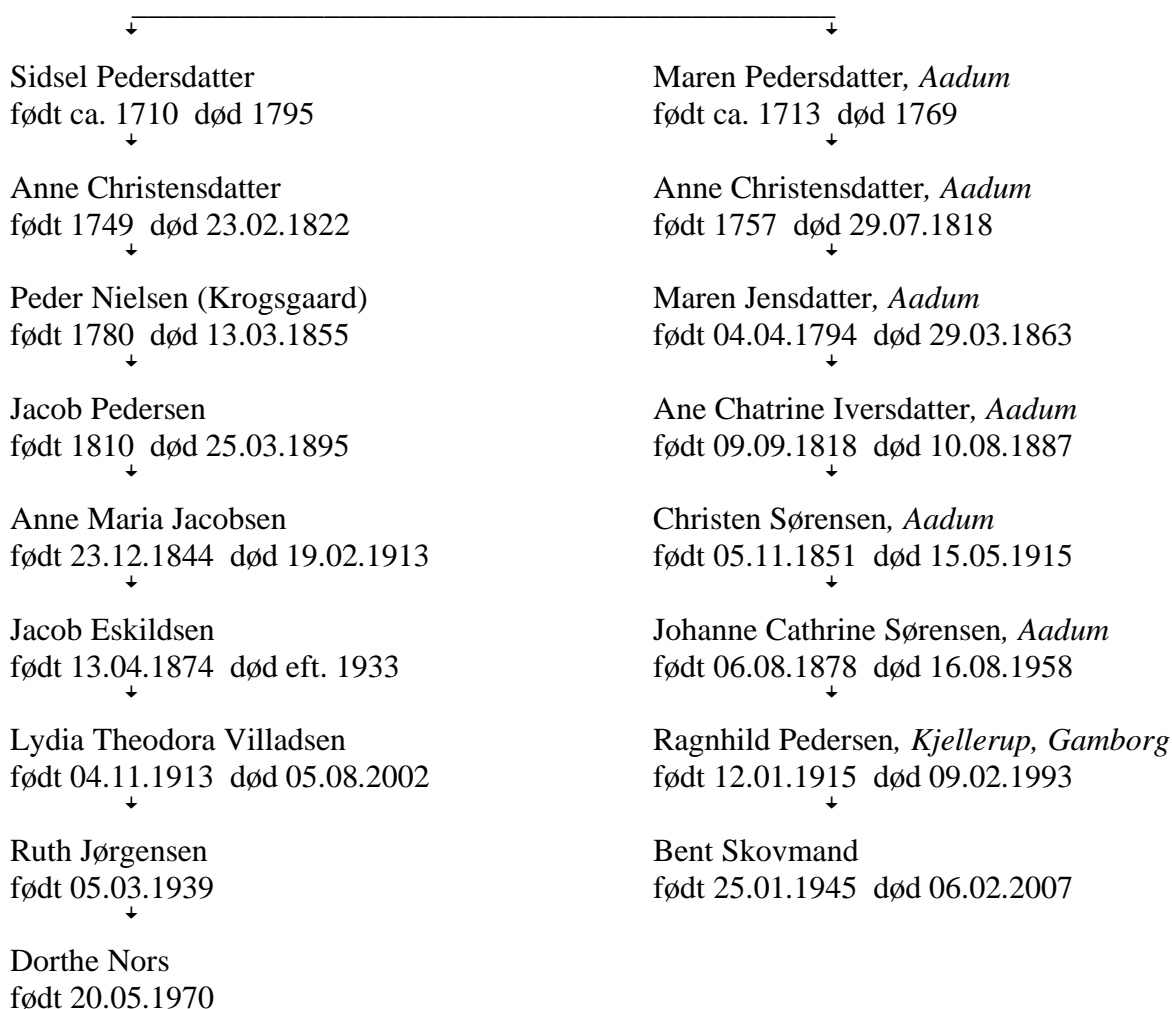 Sidsel Pedersdatter
født ca. 1710 død 1795
Anne Christensdatter
født 1749 død 23.02.1822
Peder Nielsen (Krogsgaard)
født 1780 død 13.03.1855
Jacob Pedersen
født 1810 død 25.03.1895
Anne Maria Jacobsen
født 23.12.1844 død 19.02.1913
Jacob Eskildsen
født 13.04.1874 død eft. 1933
Lydia Theodora Villadsen
født 04.11.1913 død 05.08.2002
Ruth Jørgensen
født 05.03.1939
Dorthe Nors
født 20.05.1970
Maren Pedersdatter, Aadum
født ca. 1713 død 1769
Anne Christensdatter, Aadum
født 1757 død 29.07.1818
Maren Jensdatter, Aadum
født 04.04.1794 død 29.03.1863
Ane Chatrine Iversdatter, Aadum
født 09.09.1818 død 10.08.1887
Christen Sørensen, Aadum
født 05.11.1851 død 15.05.1915
Johanne Cathrine Sørensen, Aadum
født 06.08.1878 død 16.08.1958
Ragnhild Pedersen, Kjellerup, Gamborg
født 12.01.1915 død 09.02.1993
Bent Skovmand
født 25.01.1945 død 06.02.2007